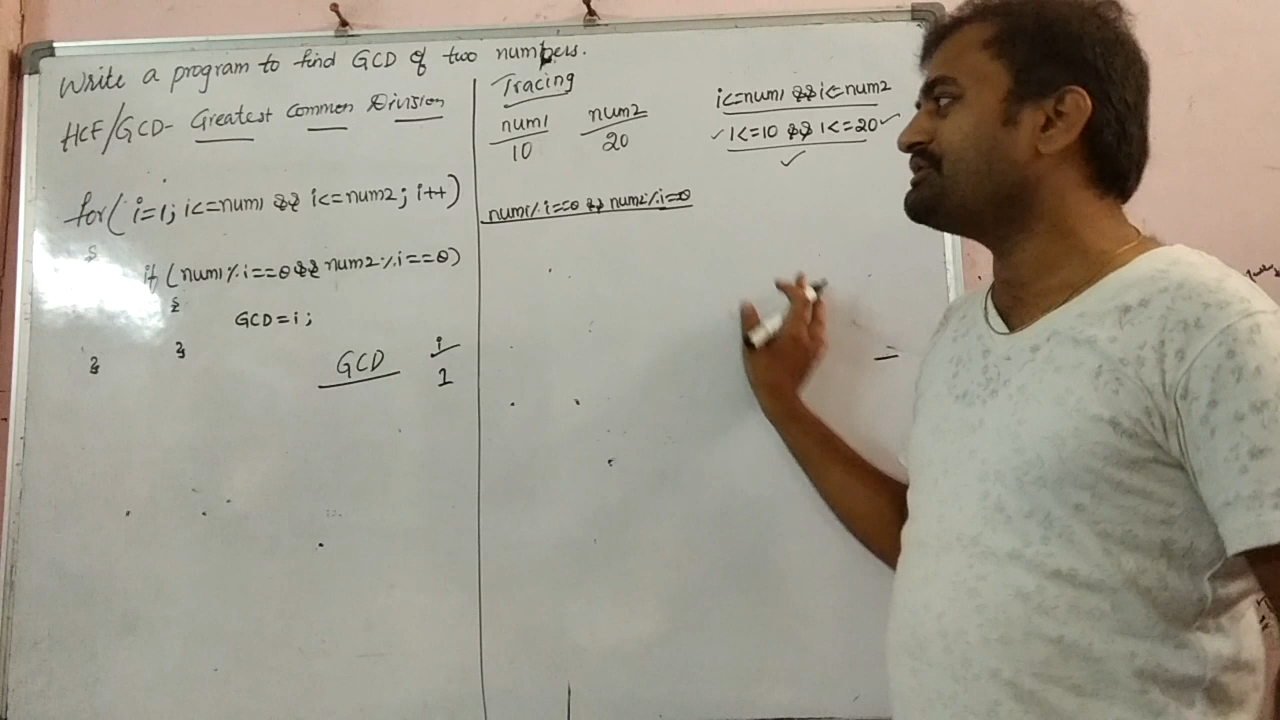 Write a program to find GCD of two numbers.
HCF/GCD- Greatest Common Division
for(i=1; i<=num1 && i<=num2; i++)
{
if (num1%i==0 && num2%i==0)
{
GCD=i;
}
}
GCD i
1
Tracing
num1 num2
10 20
i<=num1 && i<=num2
✓ 1<=10 && 1<=20 ✓
✓
num1%i==0 && num2%i==0